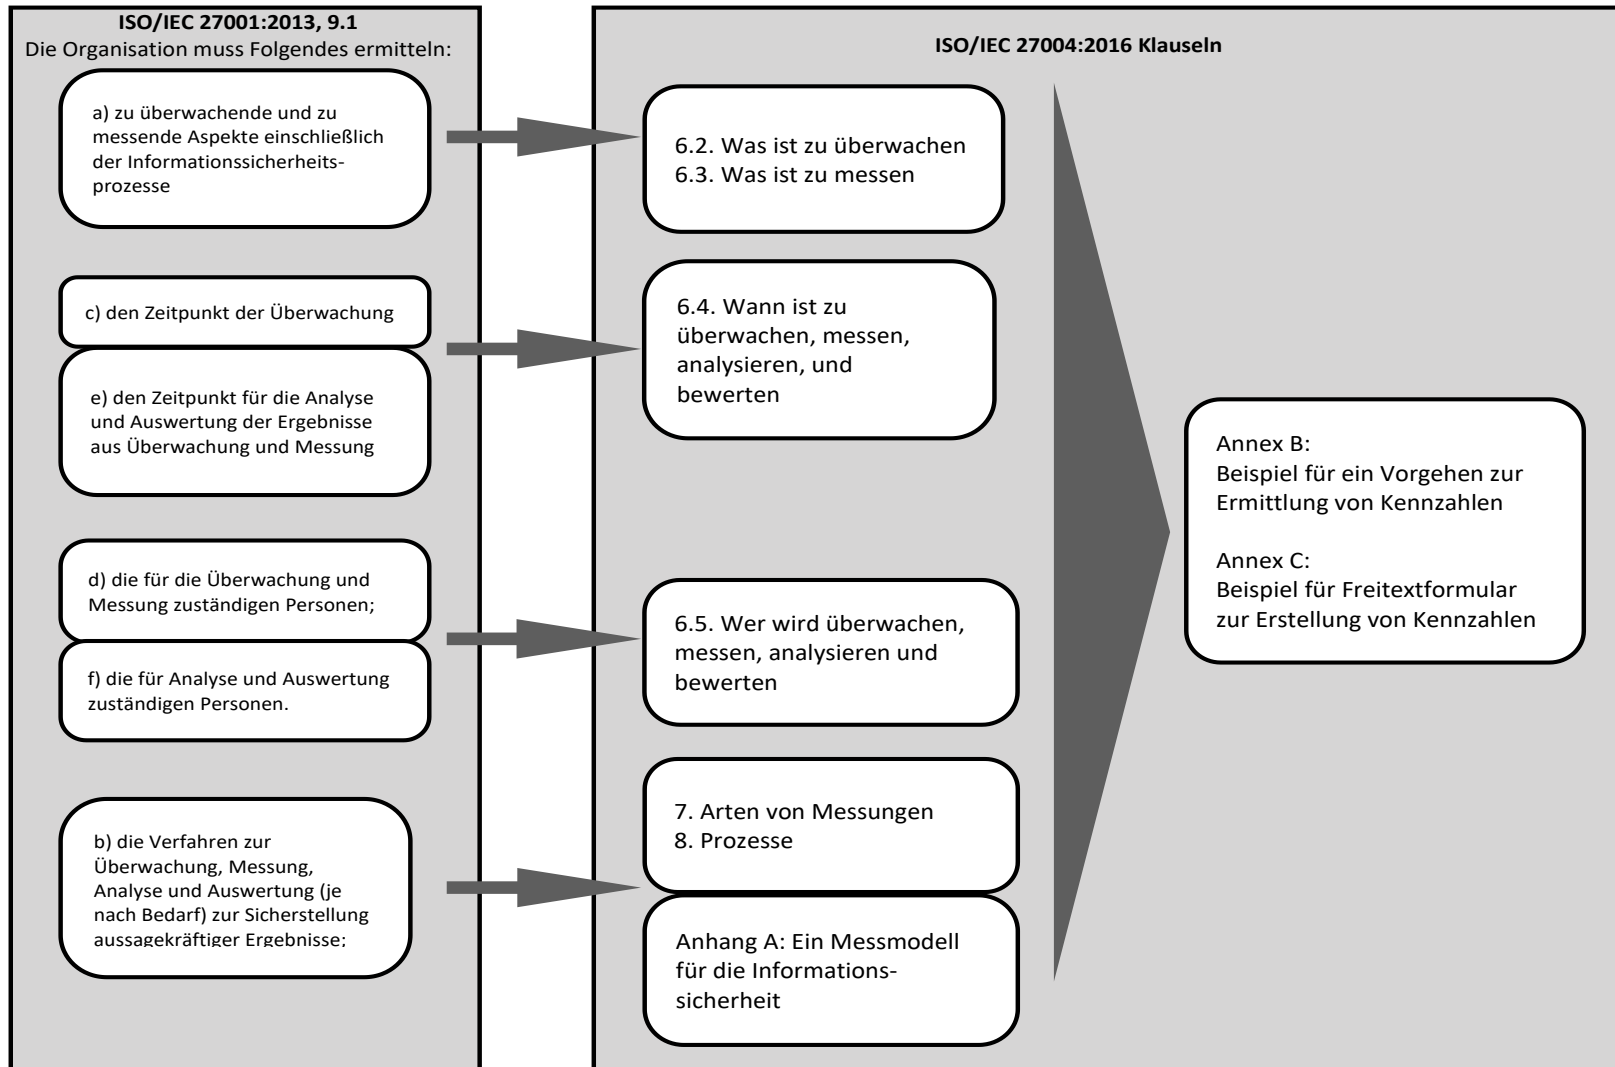 ISO/IEC 27001:2013, 9.1
Die Organisation muss Folgendes ermitteln:
a) zu überwachende und zu
messende Aspekte einschließlich
der Informationssicherheits-
prozesse
c) den Zeitpunkt der Überwachung
e) den Zeitpunkt für die Analyse
und Auswertung der Ergebnisse
aus Überwachung und Messung
d) die für die Überwachung und
Messung zuständigen Personen;
f) die für Analyse und Auswertung
zuständigen Personen.
b) die Verfahren zur
Überwachung, Messung,
Analyse und Auswertung (je
nach Bedarf) zur Sicherstellung
aussagekräftiger Ergebnisse;
ISO/IEC 27004:2016 Klauseln
6.2. Was ist zu überwachen
6.3. Was ist zu messen
6.4. Wann ist zu
überwachen, messen,
analysieren, und
bewerten
6.5. Wer wird überwachen,
messen, analysieren und
bewerten
7. Arten von Messungen
8. Prozesse
Anhang A: Ein Messmodell
für die Informations-
sicherheit
Annex B:
Beispiel für ein Vorgehen zur
Ermittlung von Kennzahlen
Annex C:
Beispiel für Freitextformular
zur Erstellung von Kennzahlen